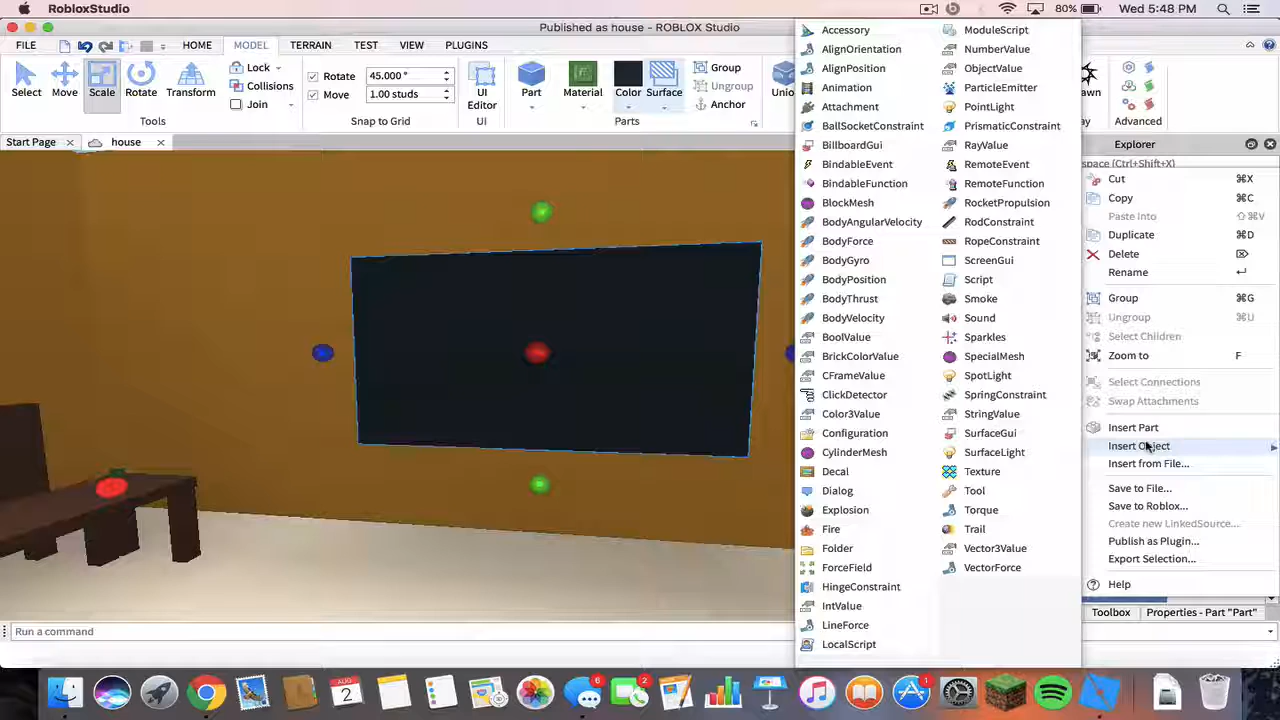 RobloxStudio
80%
Wed 5:48 PM
Published as house - ROBLOX Studio
FILE
HOME
MODEL
TERRAIN
TEST
VIEW
PLUGINS
Select
Move
Scale
Rotate
Transform
Tools
Lock
Collisions
Join
Rotate
45.000 °
Move
1.00 studs
Snap to Grid
UI
Editor
UI
Part
Material
Color
Surface
Group
Ungroup
Anchor
Parts
Advanced
Start Page
house
Accessory
AlignOrientation
AlignPosition
Animation
Attachment
BallSocketConstraint
BillboardGui
BindableEvent
BindableFunction
BlockMesh
BodyAngularVelocity
BodyForce
BodyGyro
BodyPosition
BodyThrust
BodyVelocity
BoolValue
BrickColorValue
CFrameValue
ClickDetector
Color3Value
Configuration
CylinderMesh
Decal
Dialog
Explosion
Fire
Folder
ForceField
HingeConstraint
IntValue
LineForce
LocalScript
ModuleScript
NumberValue
ObjectValue
ParticleEmitter
PointLight
PrismaticConstraint
RayValue
RemoteEvent
RemoteFunction
RocketPropulsion
RodConstraint
RopeConstraint
ScreenGui
Script
Smoke
Sound
Sparkles
SpecialMesh
SpotLight
SpringConstraint
StringValue
SurfaceGui
SurfaceLight
Texture
Tool
Torque
Trail
Vector3Value
VectorForce
Explorer
(Ctrl+Shift+X)
Cut ⌘X
Copy ⌘C
Paste Into ⇧⌘V
Duplicate ⌘D
Delete ⌦
Rename ↵
Group ⌘G
Ungroup ⌘U
Select Children
Zoom to F
Select Connections
Swap Attachments
Insert Part
Insert Object
Insert from File...
Save to File...
Save to Roblox...
Create new LinkedSource...
Publish as Plugin...
Export Selection...
Help
Toolbox
Properties - Part "Part"
Run a command
AUG
2
6
2
1